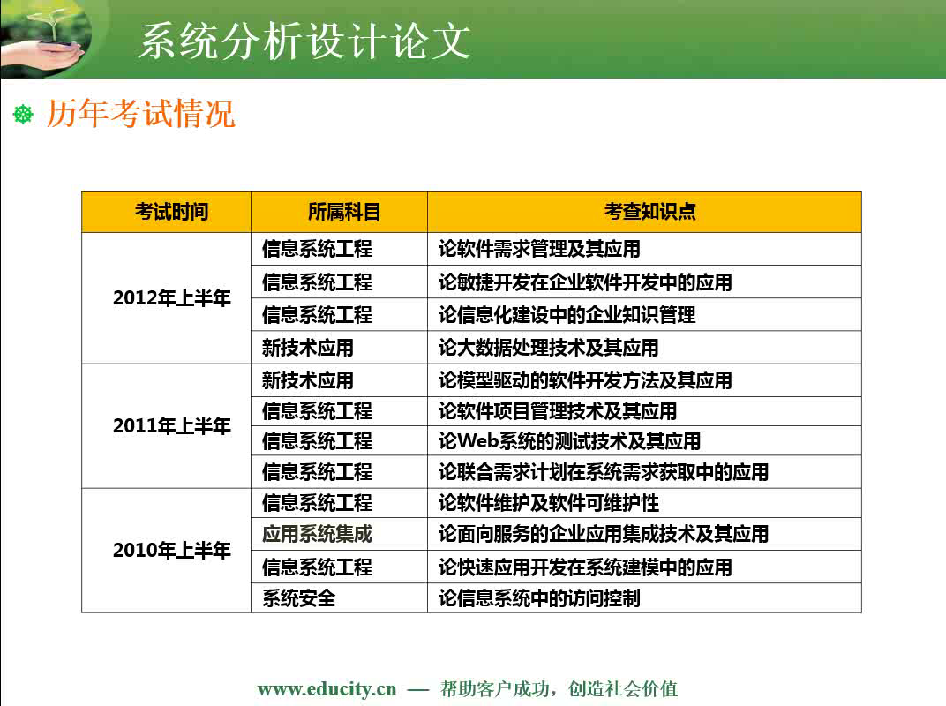 系统分析设计论文
历年考试情况
考试时间 所属科目 考查知识点
2012年上半年
信息系统工程 论软件需求管理及其应用
信息系统工程 论敏捷开发在企业软件开发中的应用
信息系统工程 论信息化建设中的企业知识管理
新技术应用 论大数据处理技术及其应用
2011年上半年
新技术应用 论模型驱动的软件开发方法及其应用
信息系统工程 论软件项目管理技术及其应用
信息系统工程 论Web系统的测试技术及其应用
信息系统工程 论联合需求计划在系统需求获取中的应用
2010年上半年
信息系统工程 论软件维护及软件可维护性
应用系统集成 论面向服务的企业应用集成技术及其应用
信息系统工程 论快速应用开发在系统建模中的应用
系统安全 论信息系统中的访问控制
www.educity.cn — 帮助客户成功，创造社会价值